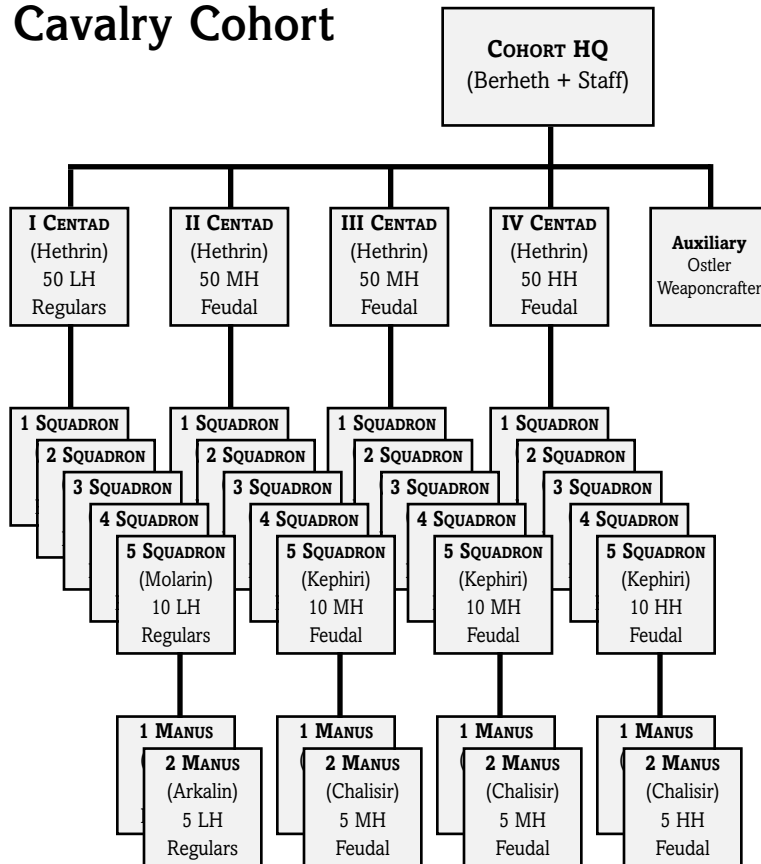 Cavalry Cohort
COHORT HQ
(Berheth + Staff)
I CENTAD
(Hethrin)
50 LH
Regulars
II CENTAD
(Hethrin)
50 MH
Feudal
III CENTAD
(Hethrin)
50 MH
Feudal
IV CENTAD
(Hethrin)
50 HH
Feudal
Auxiliary
Ostler
Weaponcrafter
1 SQUADRON
2 SQUADRON
3 SQUADRON
4 SQUADRON
5 SQUADRON
(Molarin)
10 LH
Regulars
1 SQUADRON
2 SQUADRON
3 SQUADRON
4 SQUADRON
5 SQUADRON
(Kephiri)
10 MH
Feudal
1 SQUADRON
2 SQUADRON
3 SQUADRON
4 SQUADRON
5 SQUADRON
(Kephiri)
10 MH
Feudal
1 SQUADRON
2 SQUADRON
3 SQUADRON
4 SQUADRON
5 SQUADRON
(Kephiri)
10 HH
Feudal
1 MANUS
2 MANUS
(Arkalin)
5 LH
Regulars
1 MANUS
2 MANUS
(Chalisir)
5 MH
Feudal
1 MANUS
2 MANUS
(Chalisir)
5 MH
Feudal
1 MANUS
2 MANUS
(Chalisir)
5 HH
Feudal